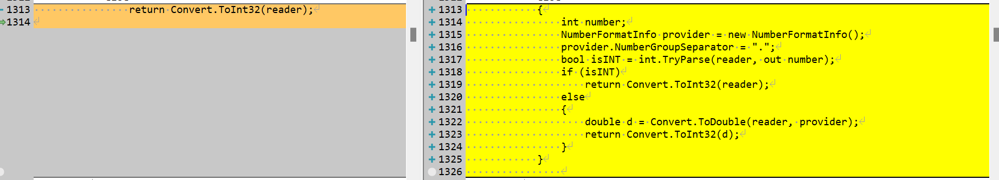 1313 return Convert.ToInt32(reader);
1314
1313 {
1314 int number;
1315 NumberFormatInfo provider = new NumberFormatInfo();
1316 provider.NumberGroupSeparator = ".";
1317 bool isINT = int.TryParse(reader, out number);
1318 if (isINT)
1319 return Convert.ToInt32(reader);
1320 else
1321 {
1322 double d = Convert.ToDouble(reader, provider);
1323 return Convert.ToInt32(d);
1324 }
1325 }
1326